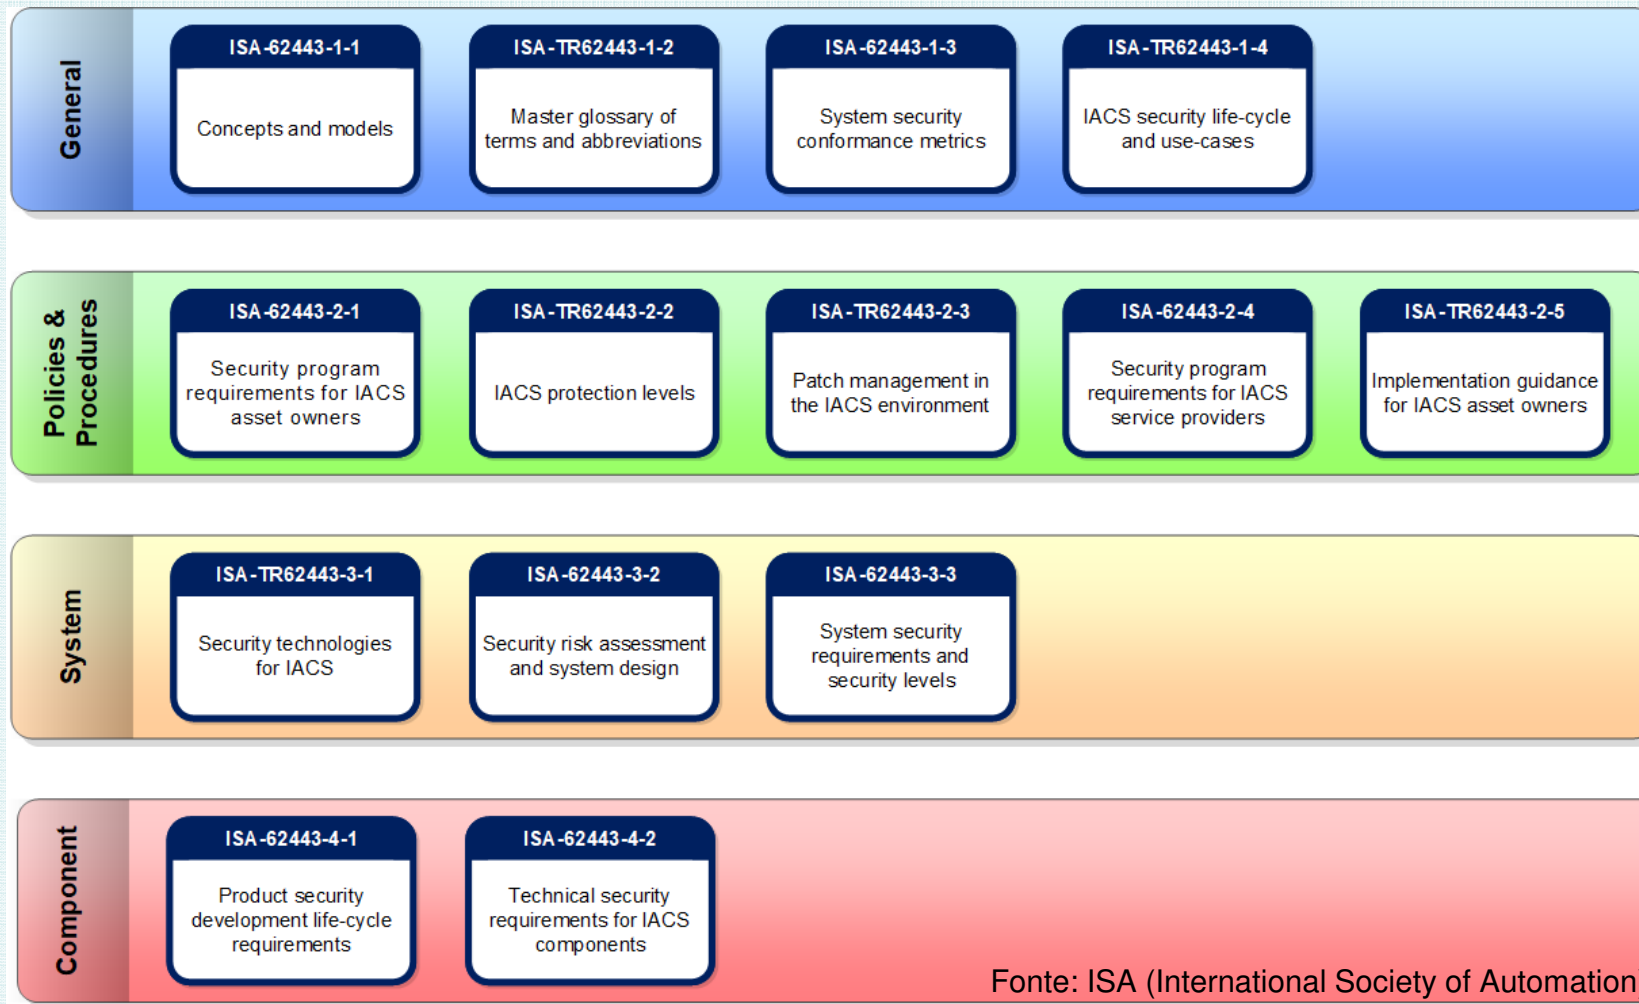 General
ISA-62443-1-1
Concepts and models
ISA-TR62443-1-2
Master glossary of
terms and abbreviations
ISA-62443-1-3
System security
conformance metrics
ISA-TR62443-1-4
IACS security life-cycle
and use-cases
Policies &
Procedures
ISA-62443-2-1
Security program
requirements for IACS
asset owners
ISA-TR62443-2-2
IACS protection levels
ISA-TR62443-2-3
Patch management in
the IACS environment
ISA-62443-2-4
Security program
requirements for IACS
service providers
ISA-TR62443-2-5
Implementation guidance
for IACS asset owners
System
ISA-TR62443-3-1
Security technologies
for IACS
ISA-62443-3-2
Security risk assessment
and system design
ISA-62443-3-3
System security
requirements and
security levels
Component
ISA-62443-4-1
Product security
development life-cycle
requirements
ISA-62443-4-2
Technical security
requirements for IACS
components
Fonte: ISA (International Society of Automation